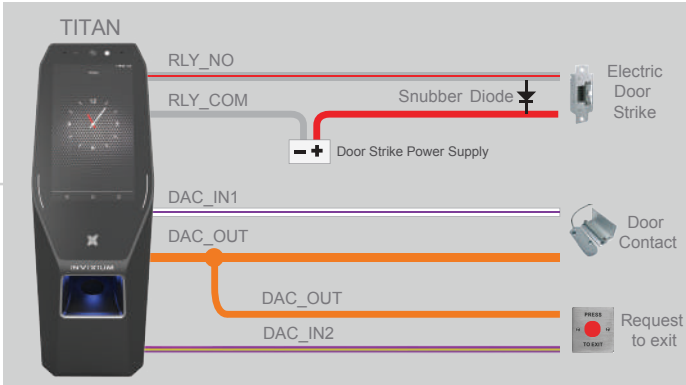 TITAN
RLY_NO
RLY_COM
Snubber Diode
Electric
Door
Strike
Door Strike Power Supply
DAC_IN1
DAC_OUT
Door
Contact
INVIXIUM
DAC_OUT
DAC_IN2
PRESS
TO EXIT
Request
to exit